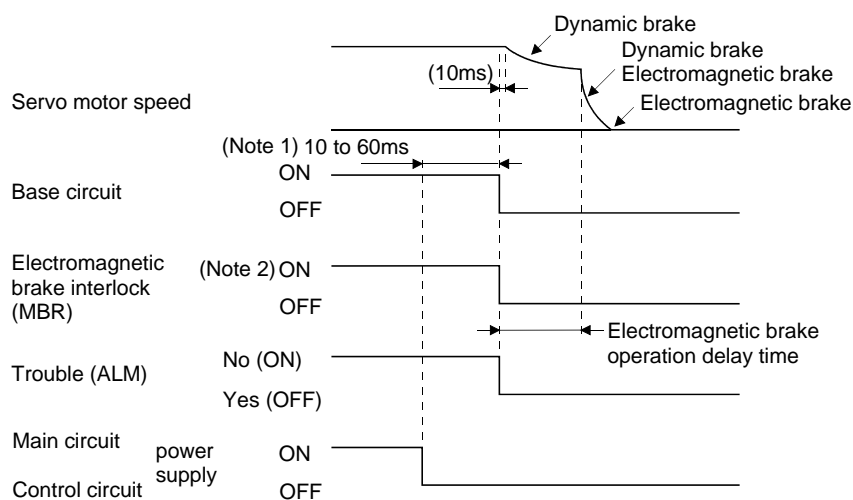 Dynamic brake
Dynamic brake
Electromagnetic brake
Electromagnetic brake
(10ms)
Servo motor speed
(Note 1) 10 to 60ms
ON
Base circuit
OFF
Electromagnetic
brake interlock
(MBR)
(Note 2) ON
OFF
Electromagnetic brake
operation delay time
No (ON)
Trouble (ALM)
Yes (OFF)
Main circuit
power
supply
ON
Control circuit
OFF